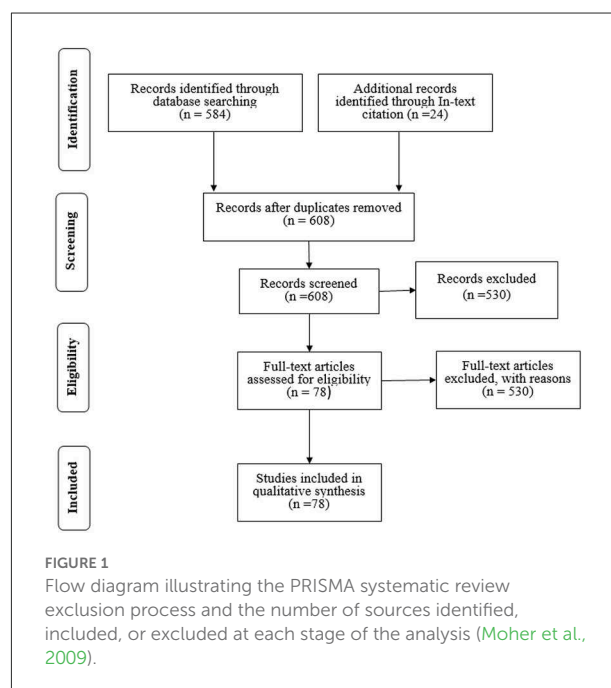 Identification
Records identified through
database searching
(n = 584)
Additional records
identified through In-text
citation (n =24)
Screening
Records after duplicates removed
(n = 608)
Records screened
(n =608)
Records excluded
(n =530)
Eligibility
Full-text articles
assessed for eligibility
(n = 78)
Full-text articles
excluded, with reasons
(n = 530)
Included
Studies included in
qualitative synthesis
(n =78)
FIGURE 1
Flow diagram illustrating the PRISMA systematic review
exclusion process and the number of sources identified,
included, or excluded at each stage of the analysis (Moher et al.,
2009).